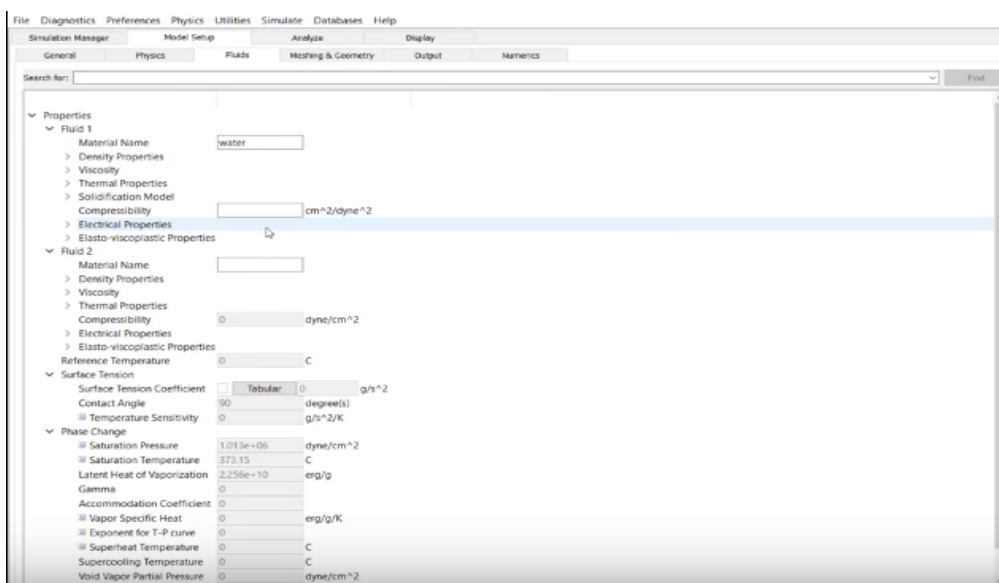 File Diagnostics Preferences Physics Utilities Simulate Databases Help
Simulation Manager Model Setup Analyze Display
General Physics Fluids Meshing & Geometry Output Numerics
Search for: Find
Properties
Fluid 1
Material Name water
Density Properties
Viscosity
Thermal Properties
Solidification Model
Compressibility cm^2/dyne^2
Electrical Properties
Elasto-viscoplastic Properties
Fluid 2
Material Name
Density Properties
Viscosity
Thermal Properties
Compressibility 0 dyne/cm^2
Electrical Properties
Elasto-viscoplastic Properties
Reference Temperature 0 C
Surface Tension
Surface Tension Coefficient Tabular 0 g/s^2
Contact Angle 90 degree(s)
Temperature Sensitivity 0 g/s^2/K
Phase Change
Saturation Pressure 1.013e+06 dyne/cm^2
Saturation Temperature 373.15 C
Latent Heat of Vaporization 2.256e+10 erg/g
Gamma 0
Accommodation Coefficient 0
Vapor Specific Heat 0 erg/g/K
Exponent for T-P curve 0
Superheat Temperature 0 C
Supercooling Temperature 0 C
Void Vapor Partial Pressure 0 dyne/cm^2